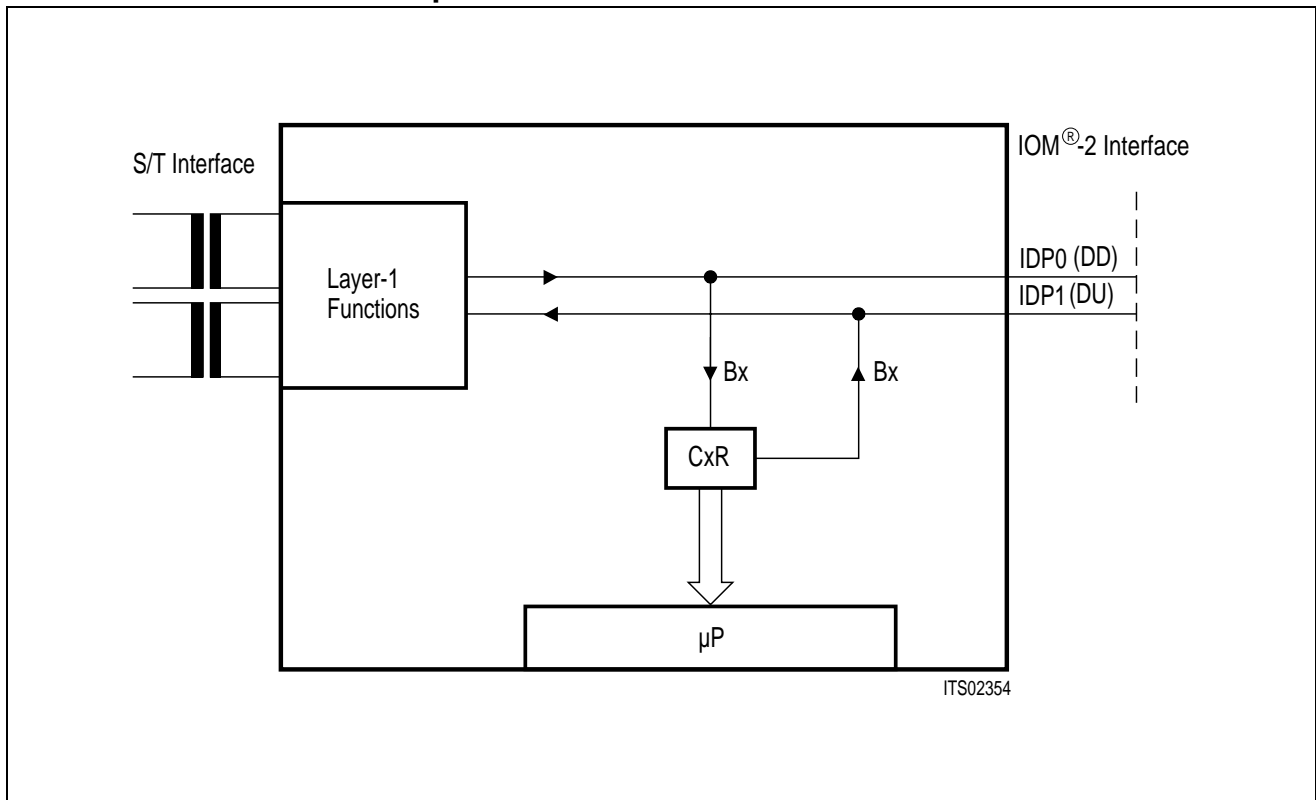 S/T Interface
IOM®-2 Interface
Layer-1
Functions
IDP0 (DD)
IDP1 (DU)
Bx
Bx
CxR
µP
ITS02354